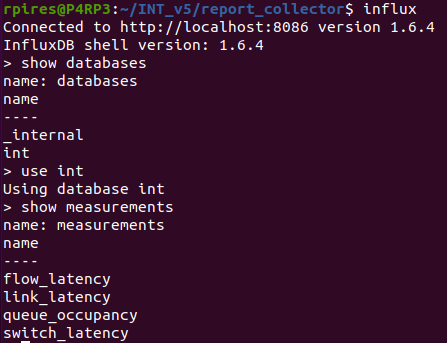 rpires@P4RP3:~/INT_v5/report_collector$ influx
Connected to http://localhost:8086 version 1.6.4
InfluxDB shell version: 1.6.4
> show databases
name: databases
name
----
_internal
int
> use int
Using database int
> show measurements
name: measurements
name
----
flow_latency
link_latency
queue_occupancy
switch_latency